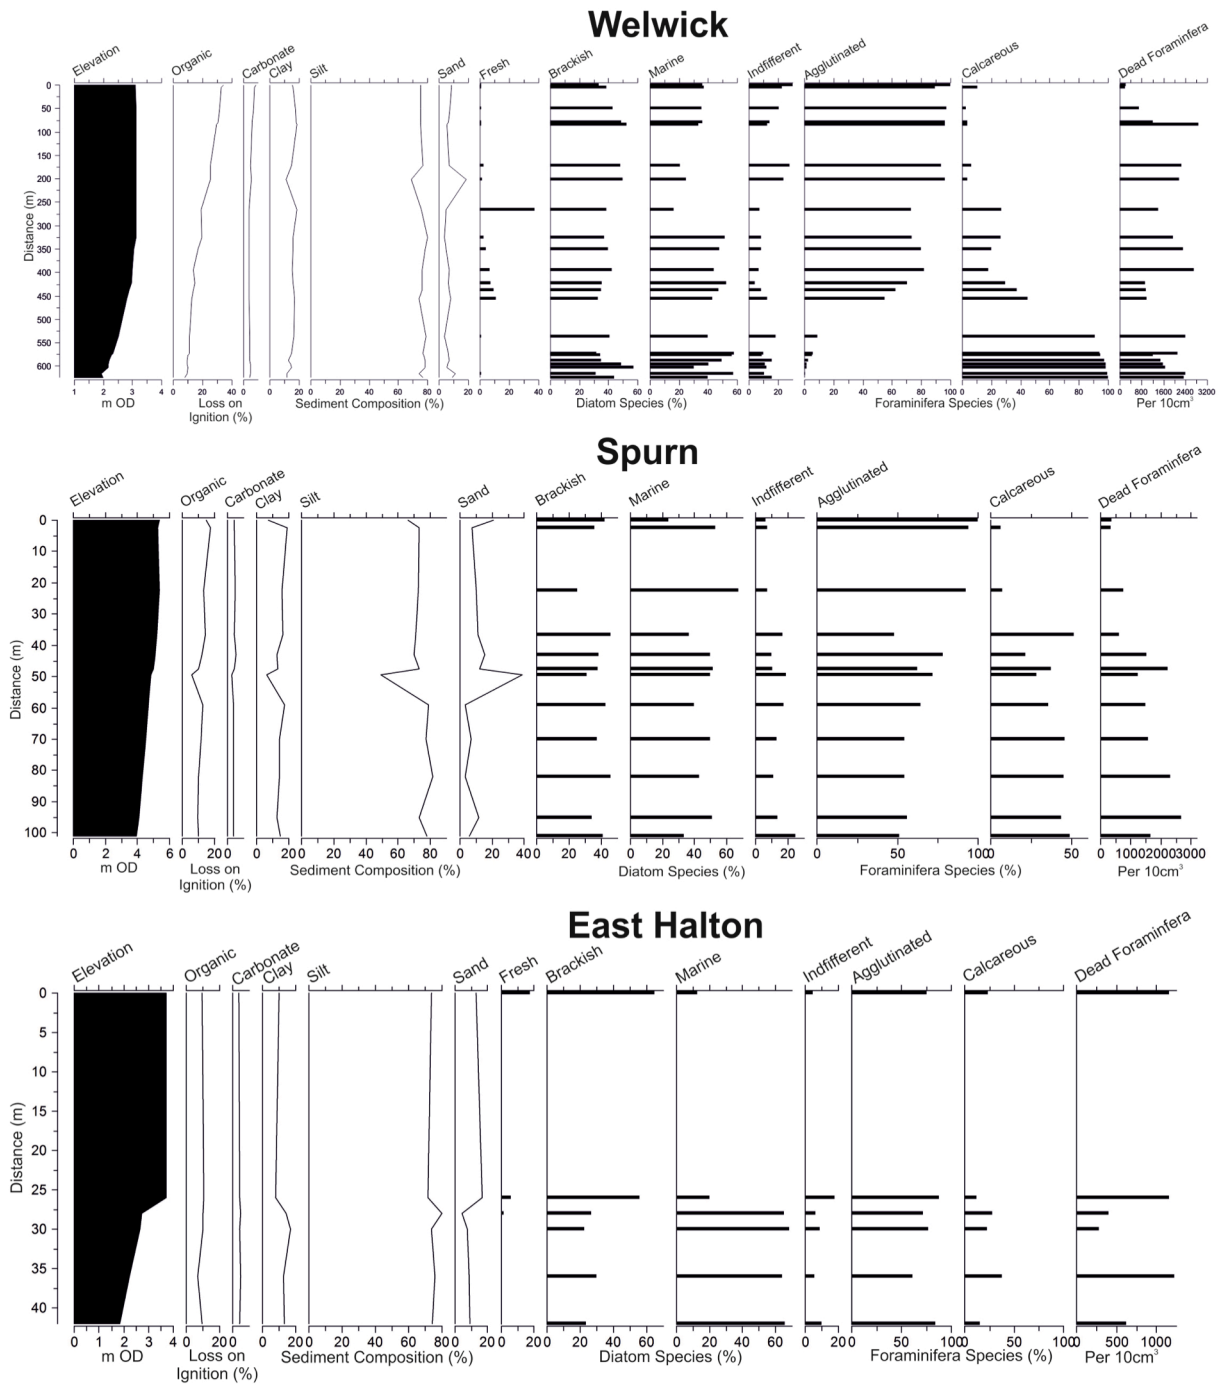 Welwick
Elevation Organic Carbonate Clay Silt Sand Fresh Brackish Marine Indfifferent Agglutinated Calcareous Dead Foraminfera
Distance (m)
0
50
100
150
200
250
300
350
400
450
500
550
600
1 2 3 4 0 20 40 0 0 20 0 20 40 60 80 0 20 0 20 40 0 20 40 60 0 20 40 60 0 20 0 20 40 60 80 100 0 20 40 60 80 100 0 800 1600 2400 3200
m OD Loss on Sediment Composition (%) Diatom Species (%) Foraminifera Species (%) Per 10cm³
Ignition (%)
Spurn
Elevation Organic Carbonate Clay Silt Sand Brackish Marine Indfifferent Agglutinated Calcareous Dead Foraminfera
Distance (m)
0
10
20
30
40
50
60
70
80
90
100
0 2 4 6 0 20 0 0 20 0 20 40 60 80 0 20 40 0 20 40 0 20 40 60 0 20 0 50 100 0 50 0 1000 2000 3000
m OD Loss on Sediment Composition (%) Diatom Species (%) Foraminifera Species (%) Per 10cm³
Ignition (%)
East Halton
Elevation Organic Carbonate Clay Silt Sand Fresh Brackish Marine Indfifferent Agglutinated Calcareous Dead Foraminfera
Distance (m)
0
5
10
15
20
25
30
35
40
0 1 2 3 4 0 20 0 0 20 0 20 40 60 80 0 20 0 20 0 20 40 60 0 20 40 60 0 20 0 50 100 0 50 100 0 500 1000
m OD Loss on Sediment Composition (%) Diatom Species (%) Foraminifera Species (%) Per 10cm³
Ignition (%)